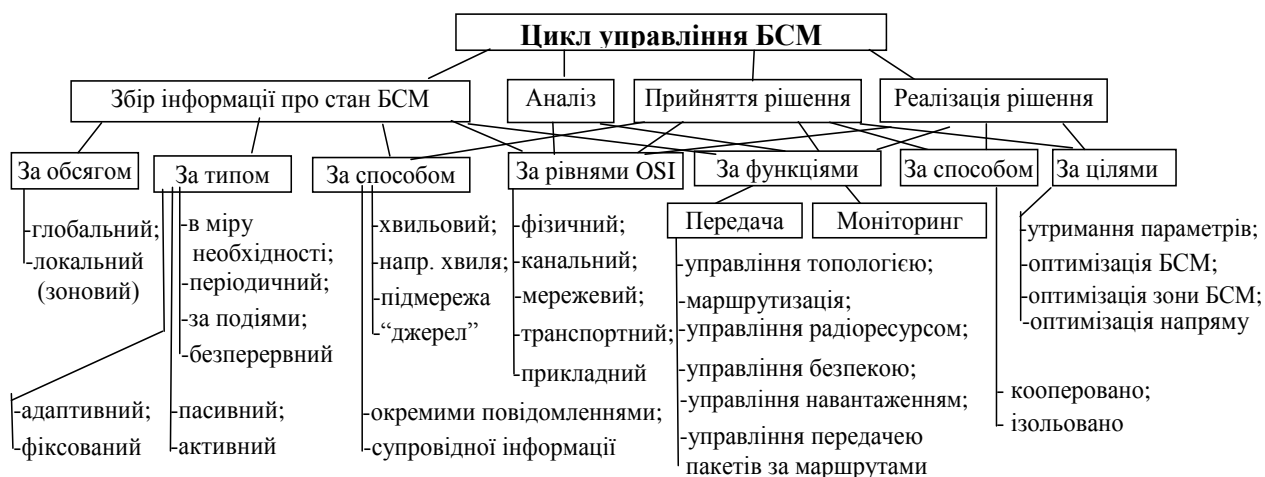 Цикл управління БСМ
Збір інформації про стан БСМ
Аналіз
Прийняття рішення
Реалізація рішення
За обсягом
За типом
За способом
За рівнями OSI
За функціями
За способом
За цілями
-глобальний;
-локальний
(зоновий)
-в міру
необхідності;
-періодичний;
-за подіями;
-безперервний
-адаптивний;
-фіксований
-пасивний;
-активний
-хвильовий;
-напр. хвиля;
-підмережа
-“джерел”
-окремими повідомленнями;
-супровідної інформації
-фізичний;
-канальний;
-мережевий;
-транспортний;
-прикладний
Передача
Моніторинг
-управління топологією;
-маршрутизація;
-управління радіоресурсом;
-управління безпекою;
-управління навантаженням;
-управління передачею
пакетів за маршрутами
- кооперовано;
- ізольовано
-утримання параметрів;
-оптимізація БСМ;
-оптимізація зони БСМ;
-оптимізація напряму